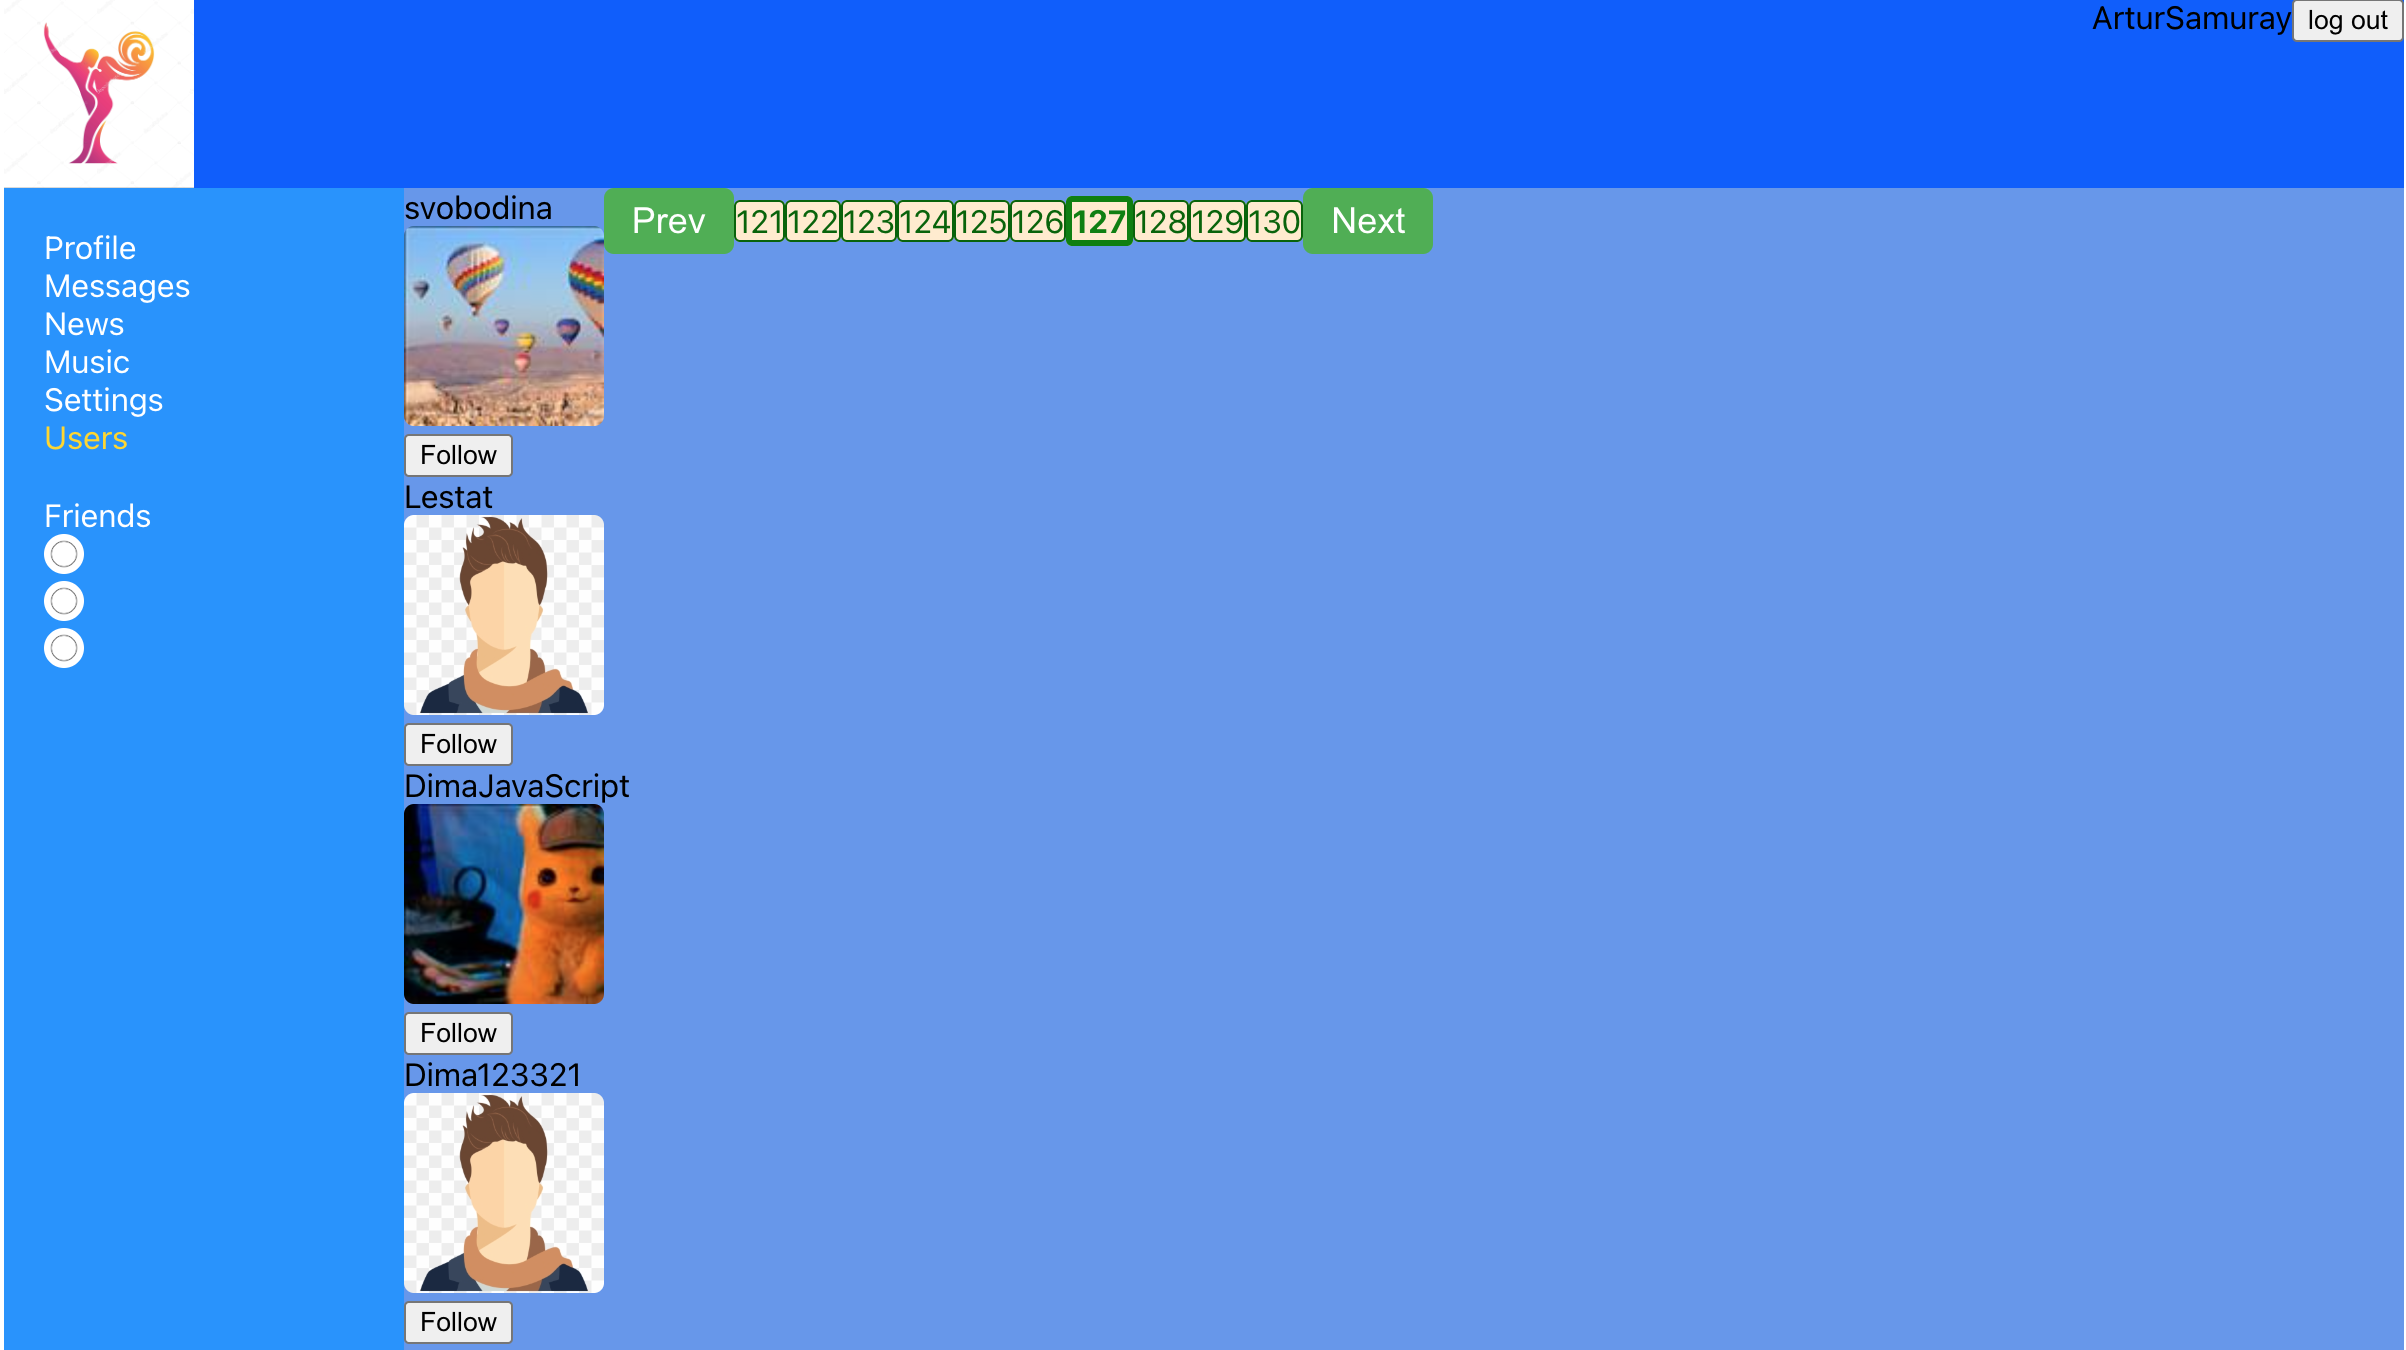 ArturSamuray log out
Profile
Messages
News
Music
Settings
Users
Friends
svobodina
Prev 121 122 123 124 125 126 127 128 129 130 Next
Follow
Lestat
Follow
DimaJavaScript
Follow
Dima123321
Follow